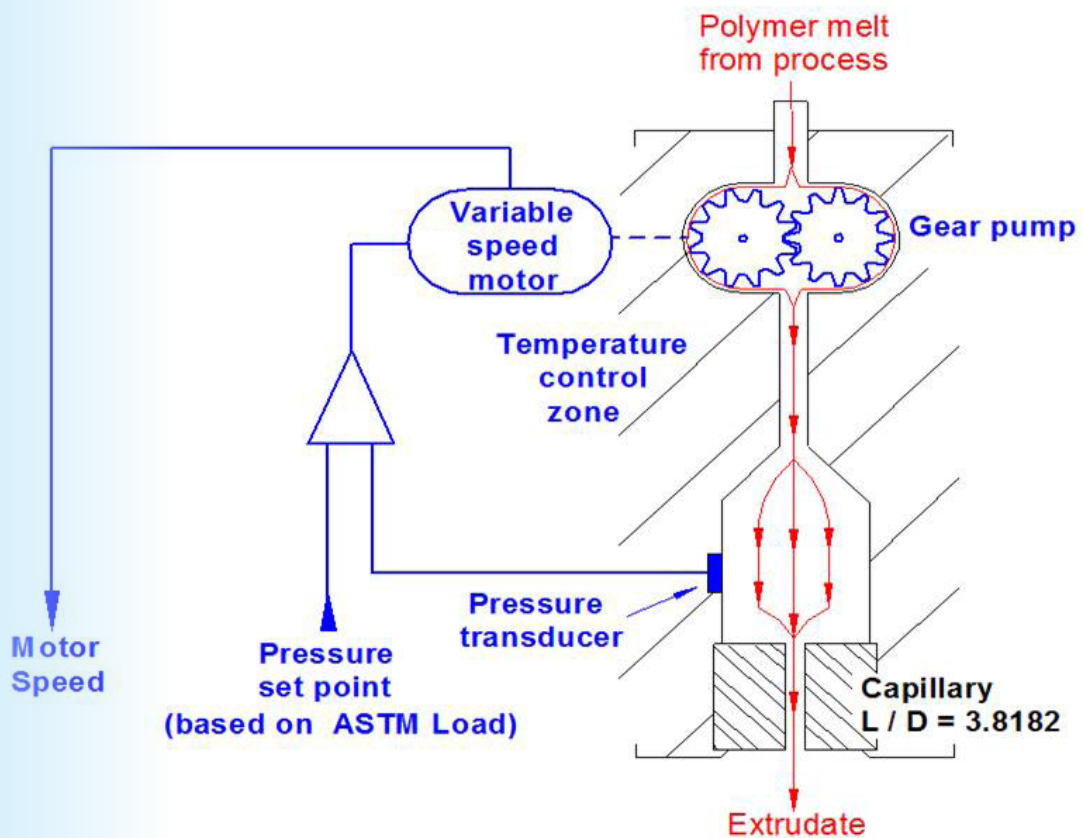 Polymer melt
from process
Variable
speed
motor
Gear pump
Temperature
control
zone
Pressure
transducer
Motor
Speed
Pressure
set point
(based on ASTM Load)
Capillary
L / D = 3.8182
Extrudate